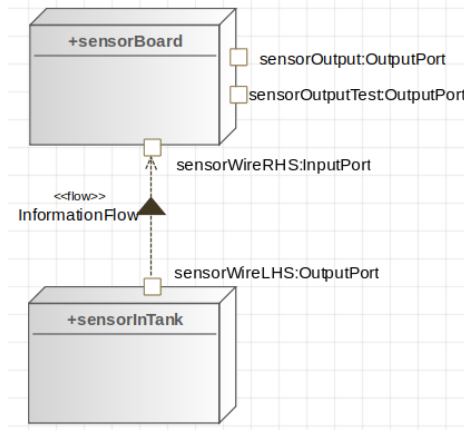 +sensorBoard
sensorOutput:OutputPort
sensorOutputTest:OutputPort
sensorWireRHS:InputPort
<<flow>>
InformationFlow
sensorWireLHS:OutputPort
+sensorInTank